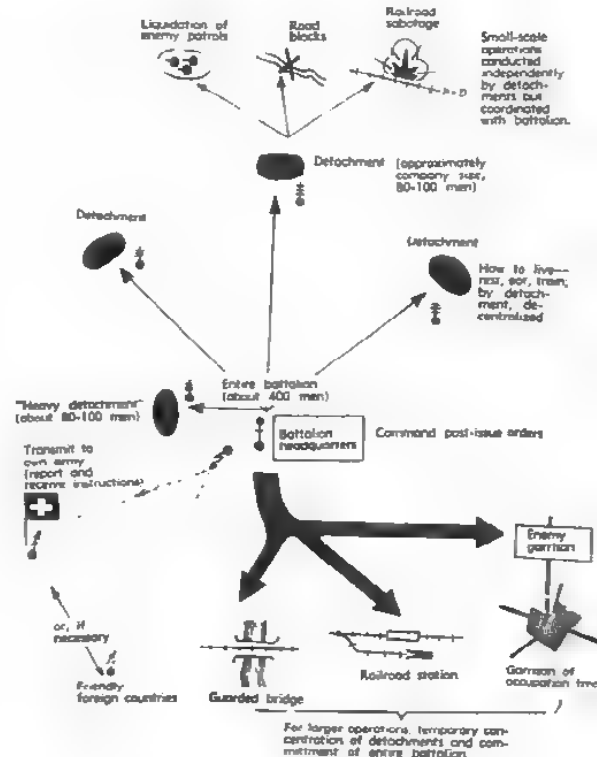 Liquidation of
enemy patrols
Road
blocks
Railroad
sabotage
Small-scale
operations
conducted
independently
by detach-
ments but
coordinated
with battalion.
Detachment (approximately
company size,
80-100 men)
Detachment
Detachment
How to live—
rest, eat, train;
by detach-
ment, de-
centralized
Entire battalion
(about 400 men)
"Heavy detachment"
(about 80-100 men)
Battalion
headquarters
Command post-issue orders
Transmit to
own army
(report and
receive instructions)
Enemy
garrison
or, if
necessary
Friendly
foreign countries
Guarded bridge
Railroad station
Garrison of
occupation
For larger operations, temporary con-
centration of detachments and com-
mittment of entire battalion.